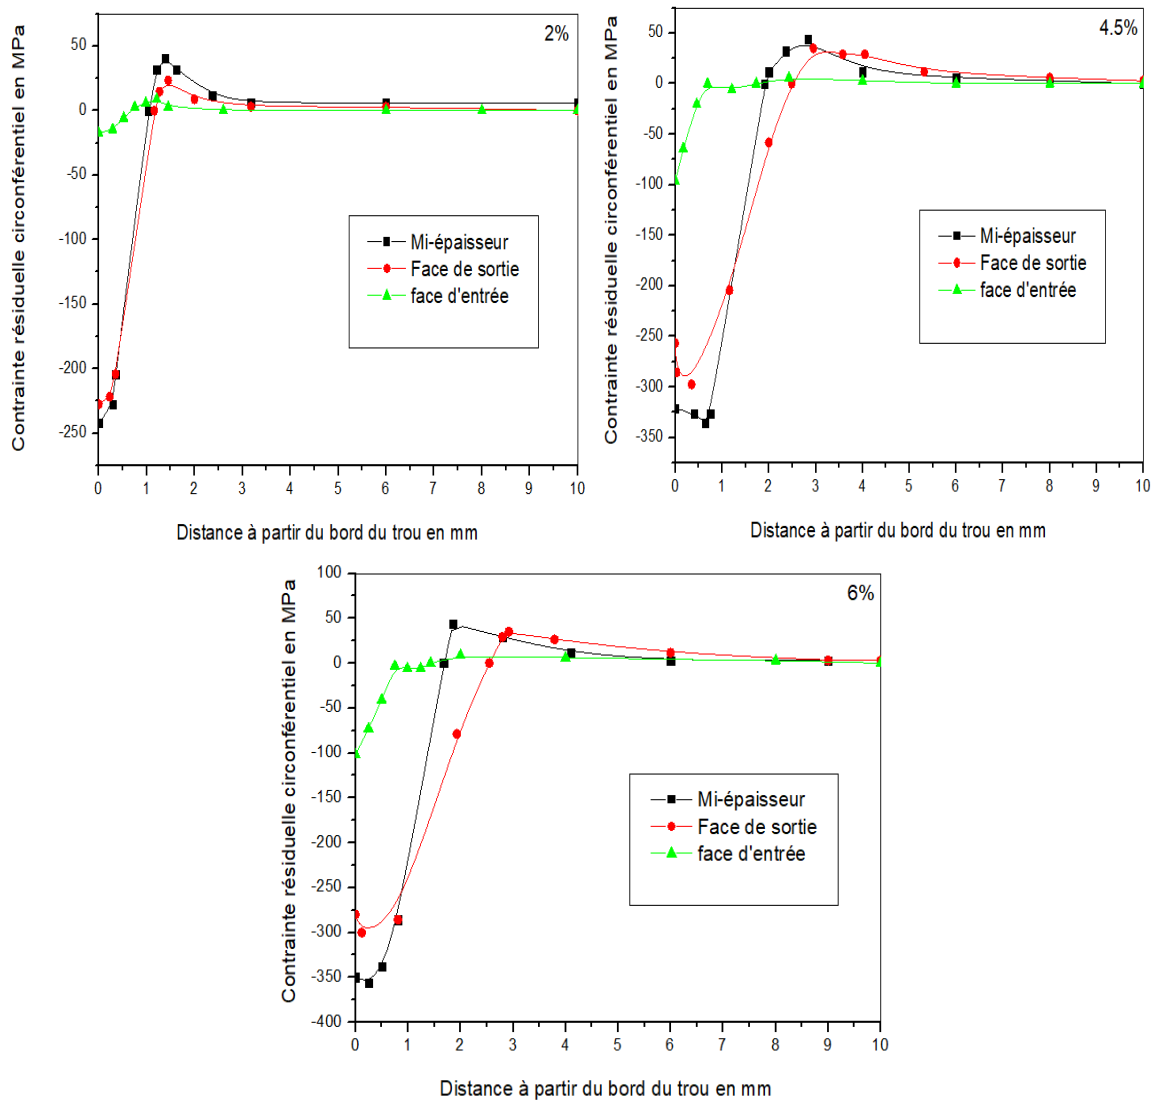 Contrainte résiduelle circonférentiel en MPa
2%
50
0
-50
-100
-150
-200
-250
Mi-épaisseur
Face de sortie
face d'entrée
0 1 2 3 4 5 6 7 8 9 10
Distance à partir du bord du trou en mm
Contrainte résiduelle circonférentiel en MPa
4.5%
50
0
-50
-100
-150
-200
-250
-300
-350
Mi-épaisseur
Face de sortie
face d'entrée
0 1 2 3 4 5 6 7 8 9 10
Distance à partir du bord du trou en mm
Contrainte résiduelle circonférentiel en MPa
6%
100
50
0
-50
-100
-150
-200
-250
-300
-350
-400
Mi-épaisseur
Face de sortie
face d'entrée
0 1 2 3 4 5 6 7 8 9 10
Distance à partir du bord du trou en mm